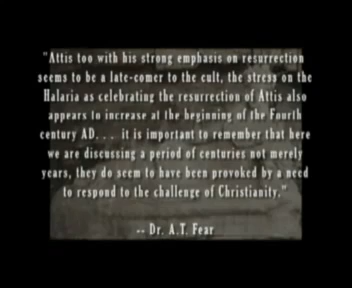 "Attis too with his strong emphasis on resurrection
seems to be a late-comer to the cult, the stress on the
Halaria as celebrating the resurrection of Attis also
appears to increase at the beginning of the Fourth
century AD. . . it is important to remember that here
we are discussing a period of centuries not merely
years, they do seem to have been provoked by a need
to respond to the challenge of Christianity."
-- Dr. A.T. Fear